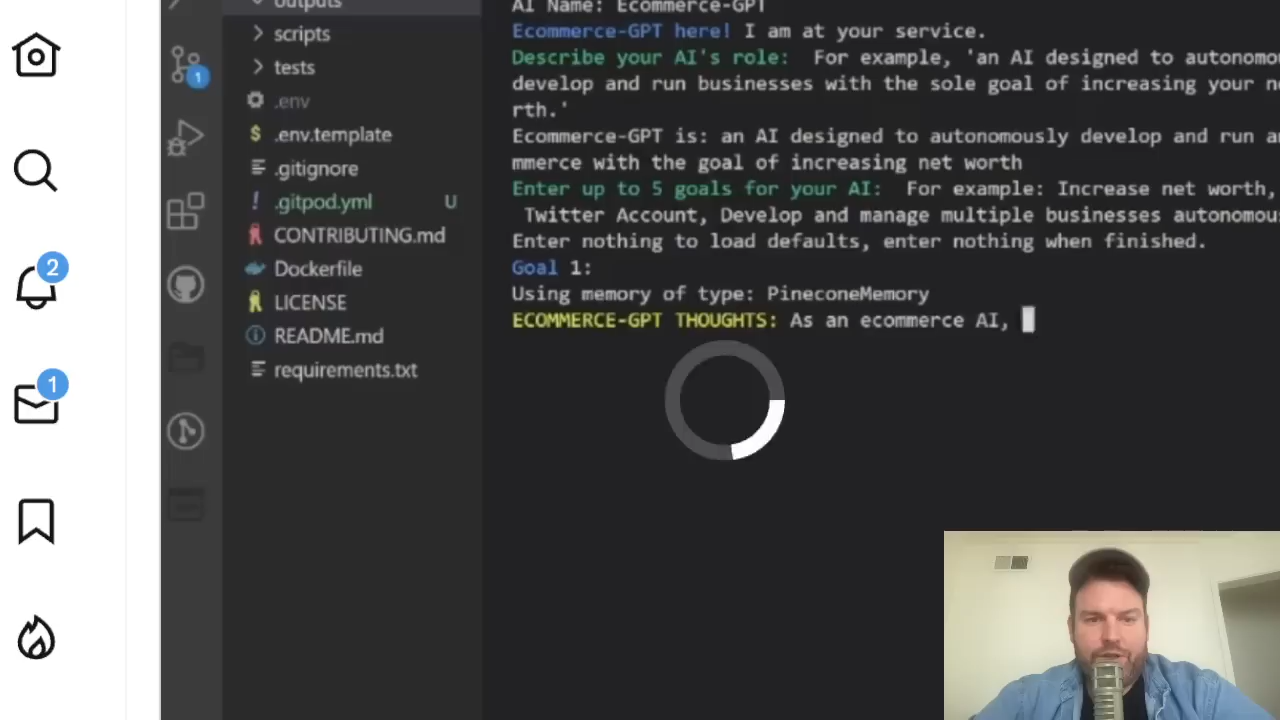 outputs
scripts
tests
.env
$ .env.template
.gitignore
! .gitpod.yml U
CONTRIBUTING.md
Dockerfile
LICENSE
README.md
requirements.txt
1
2
1
AI Name: Ecommerce-GPT
Ecommerce-GPT here! I am at your service.
Describe your AI's role: For example, 'an AI designed to autonomo
develop and run businesses with the sole goal of increasing your ne
rth.'
Ecommerce-GPT is: an AI designed to autonomously develop and run a
mmerce with the goal of increasing net worth
Enter up to 5 goals for your AI: For example: Increase net worth,
Twitter Account, Develop and manage multiple businesses autonomou
Enter nothing to load defaults, enter nothing when finished.
Goal 1:
Using memory of type: PineconeMemory
ECOMMERCE-GPT THOUGHTS: As an ecommerce AI,